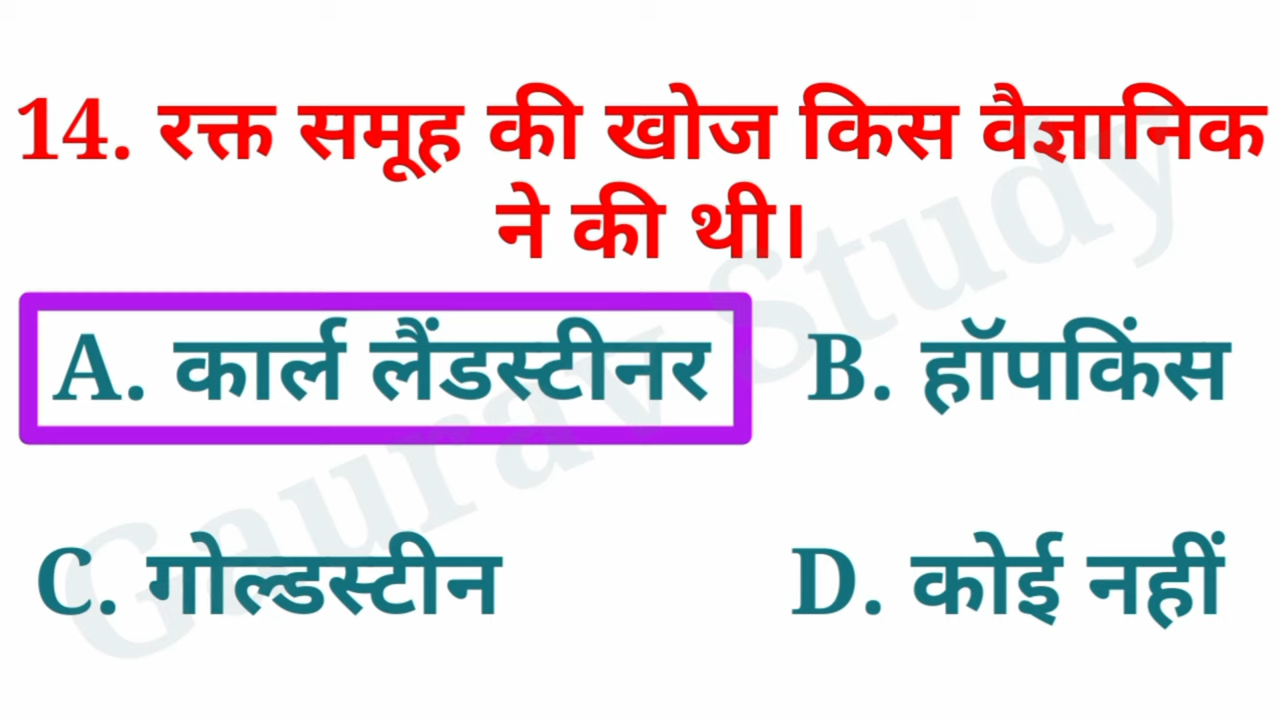 14. रक्त समूह की खोज किस वैज्ञानिक
ने की थी।
A. कार्ल लैंडस्टीनर B. हॉपकिंस
C. गोल्डस्टीन D. कोई नहीं
Gaurav Study